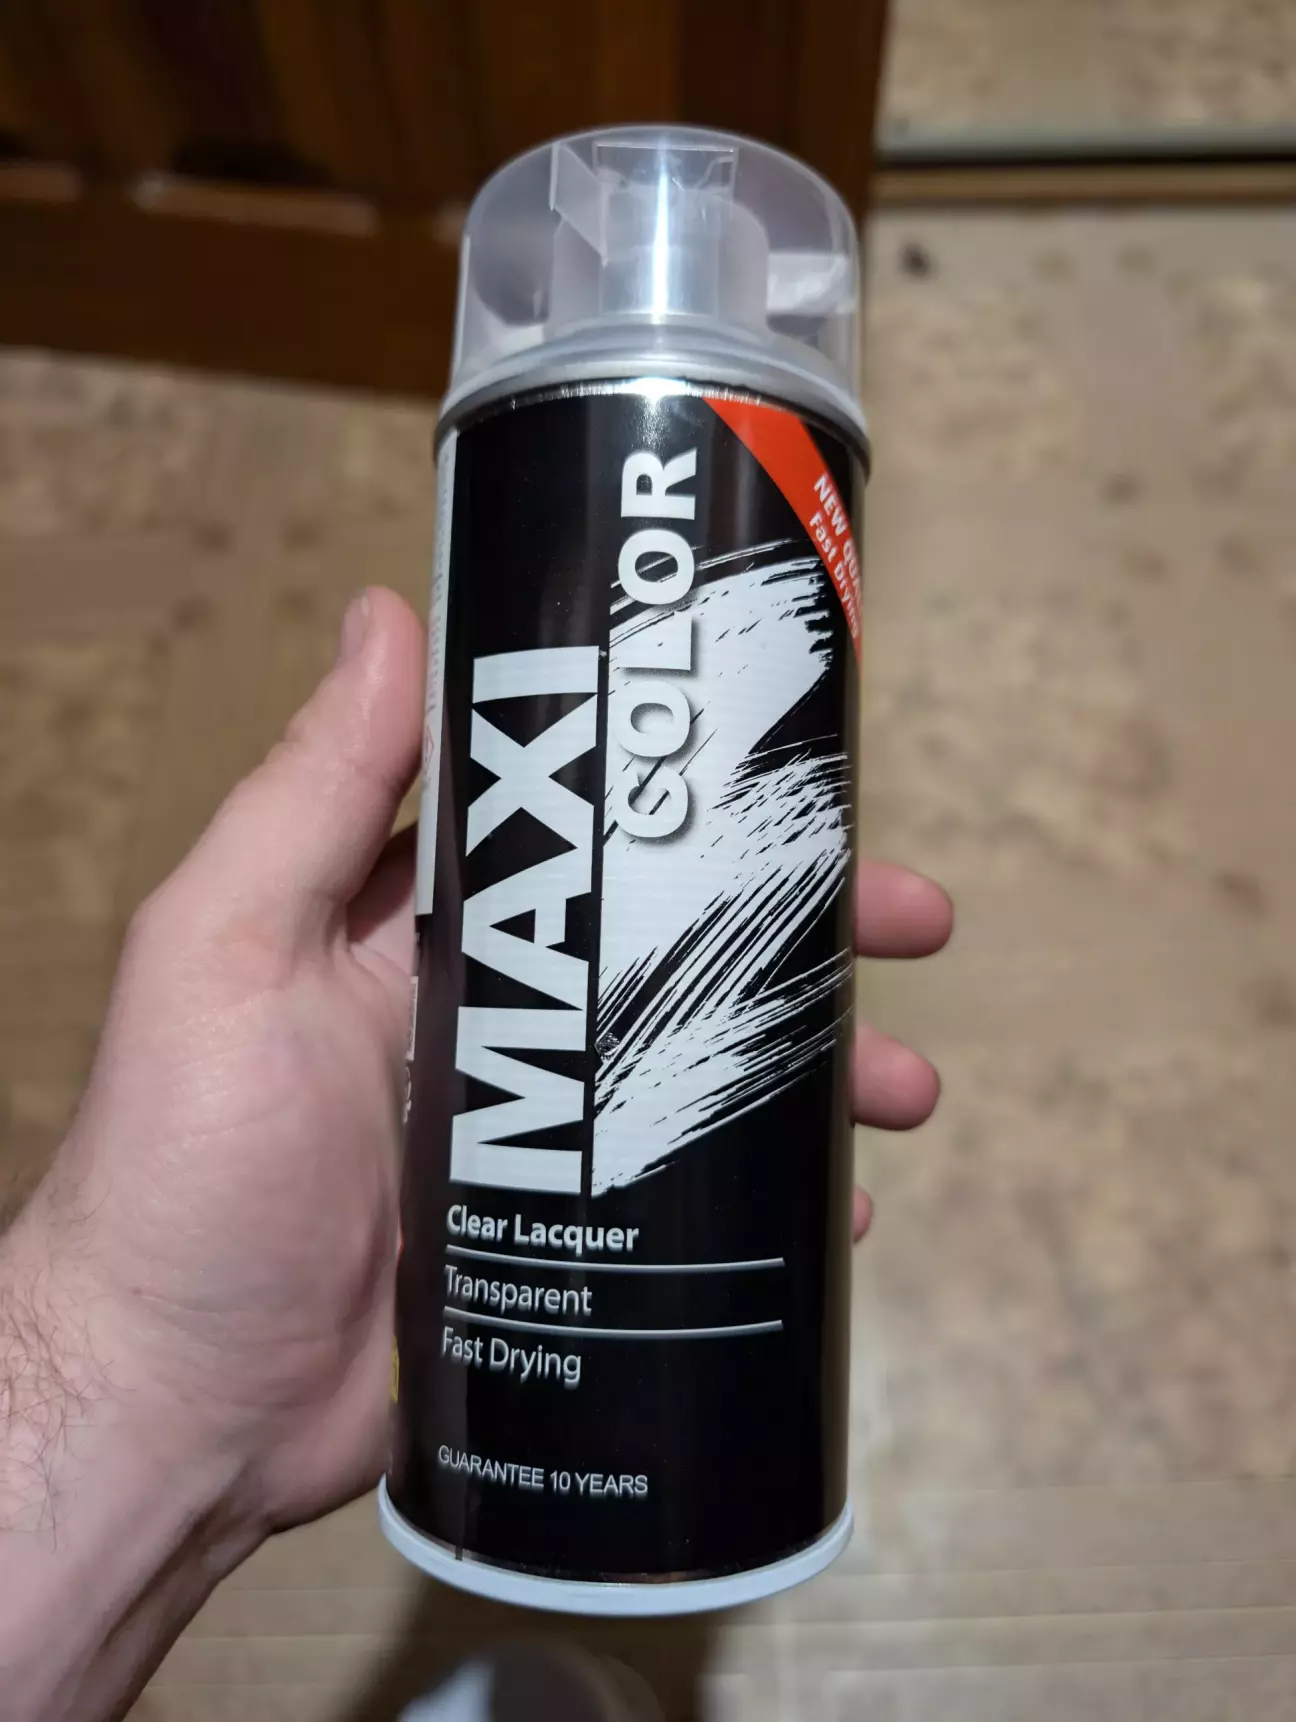 MAXI
COLOR
NEW
Fast Drying
Clear Lacquer
Transparent
Fast Drying
GUARANTEE 10 YEARS